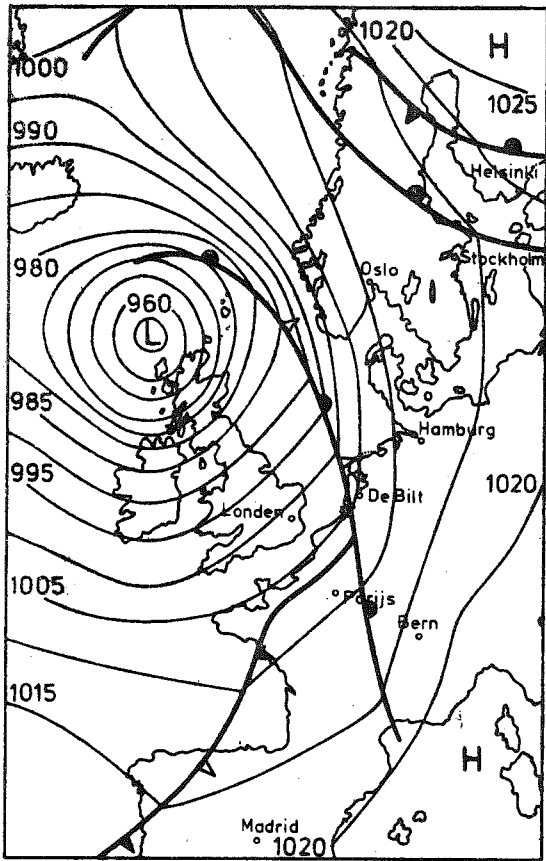 1020
H
1000
1025
990
Helsinki
980
Stockholm
Oslo
960
L
985
Hamburg
995
1020
De Bilt
Londen
1005
Parijs
Bern
1015
H
Madrid
1020